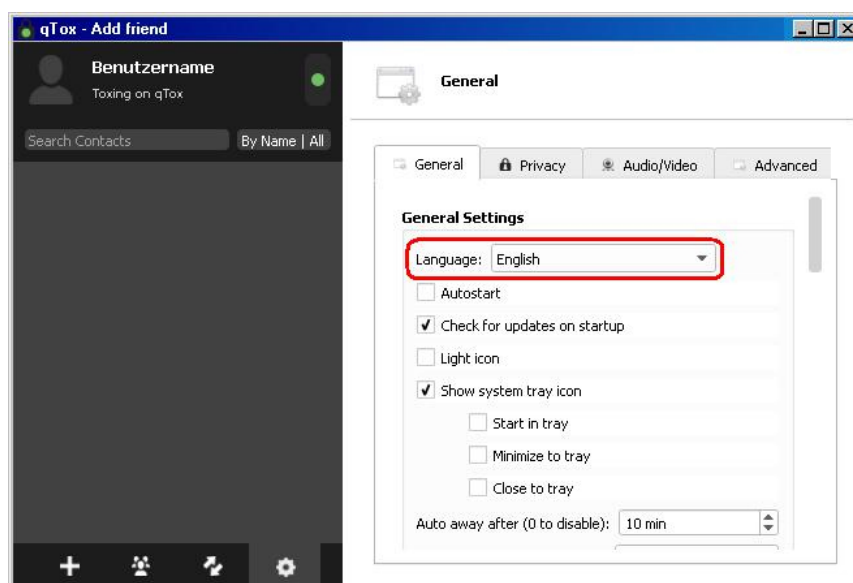 qTox - Add friend
Benutzername
Toxing on qTox
Search Contacts
By Name | All
General
General
Privacy
Audio/Video
Advanced
General Settings
Language: English
Autostart
Check for updates on startup
Light icon
Show system tray icon
Start in tray
Minimize to tray
Close to tray
Auto away after (0 to disable): 10 min